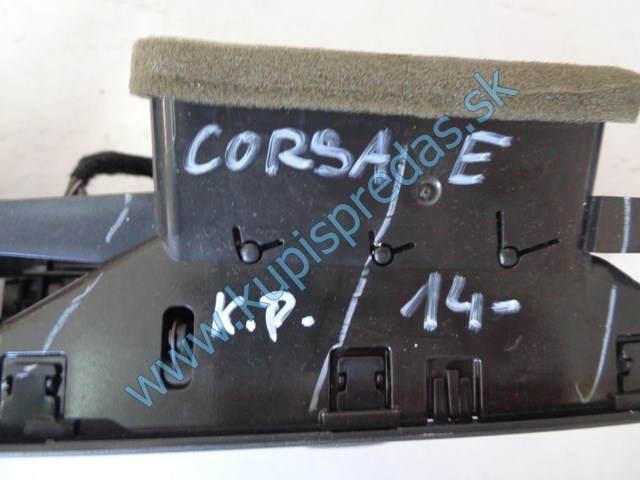 CORSA E
K.P. 14-
www.kupispredas.sk